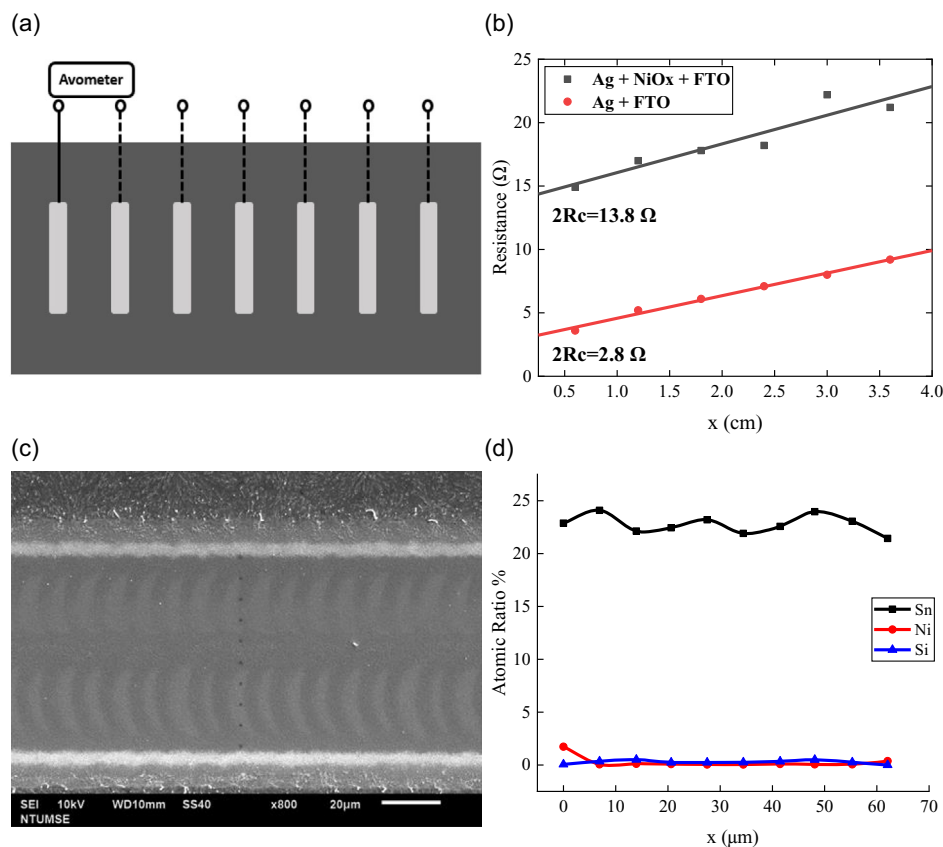 (a)
Avometer
(b)
Resistance (Ω)
25
20
15
10
5
0
Ag + NiOx + FTO
Ag + FTO
2Rc=13.8 Ω
2Rc=2.8 Ω
0.5 1.0 1.5 2.0 2.5 3.0 3.5 4.0
x (cm)
(c)
SEI 10kV WD10mm SS40 x800 20μm
NTUMSE
(d)
Atomic Ratio %
25
20
15
10
5
0
Sn
Ni
Si
0 10 20 30 40 50 60 70
x (μm)